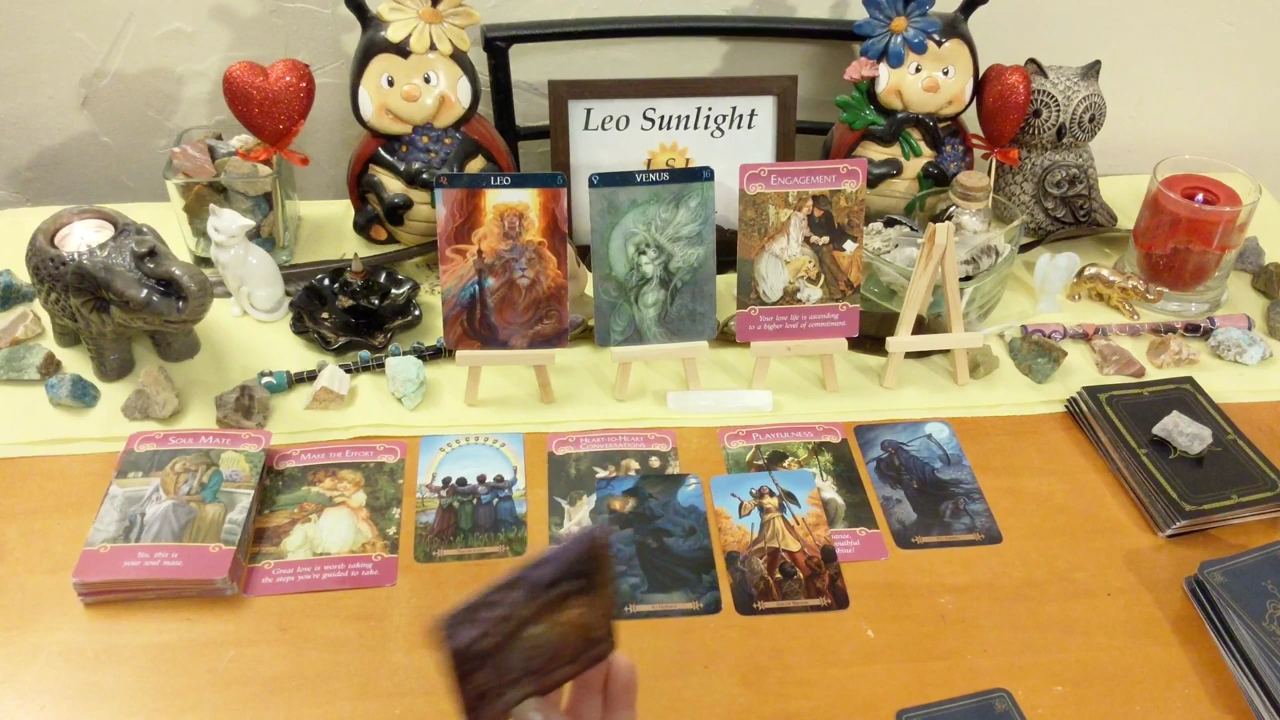 Leo Sunlight
LSL
LEO
5
VENUS
16
ENGAGEMENT
Your love life is ascending
to a higher level of commitment.
SOUL MATE
Yes, this is
your soul mate.
MAKE THE EFFORT
Great love is worth taking
the steps you're guided to take.
HEART-TO-HEART
CONVERSATIONS
PLAYFULNESS